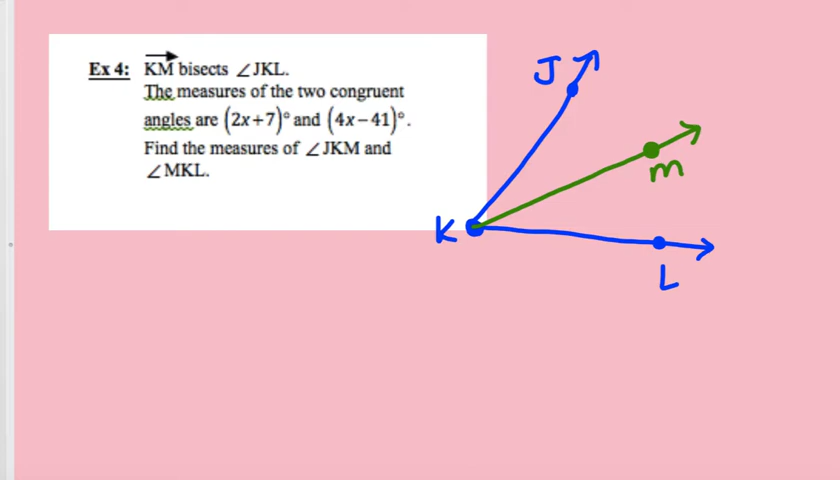 Ex 4: KM bisects ∠JKL.
The measures of the two congruent
angles are (2x+7)° and (4x−41)°.
Find the measures of ∠JKM and
∠MKL.
J
m
K
L